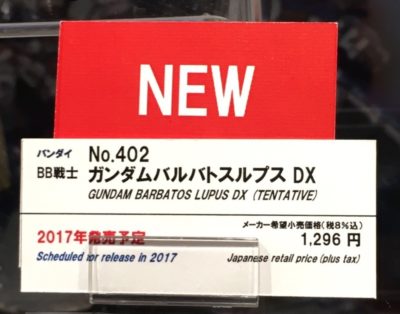 NEW
バンダイ No.402
BB戦士 ガンダムバルバトスルプス DX
GUNDAM BARBATOS LUPUS DX (TENTATIVE)
メーカー希望小売価格(税8%込)
2017年発売予定 1,296 円
Scheduled for release in 2017 Japanese retail price (plus tax)